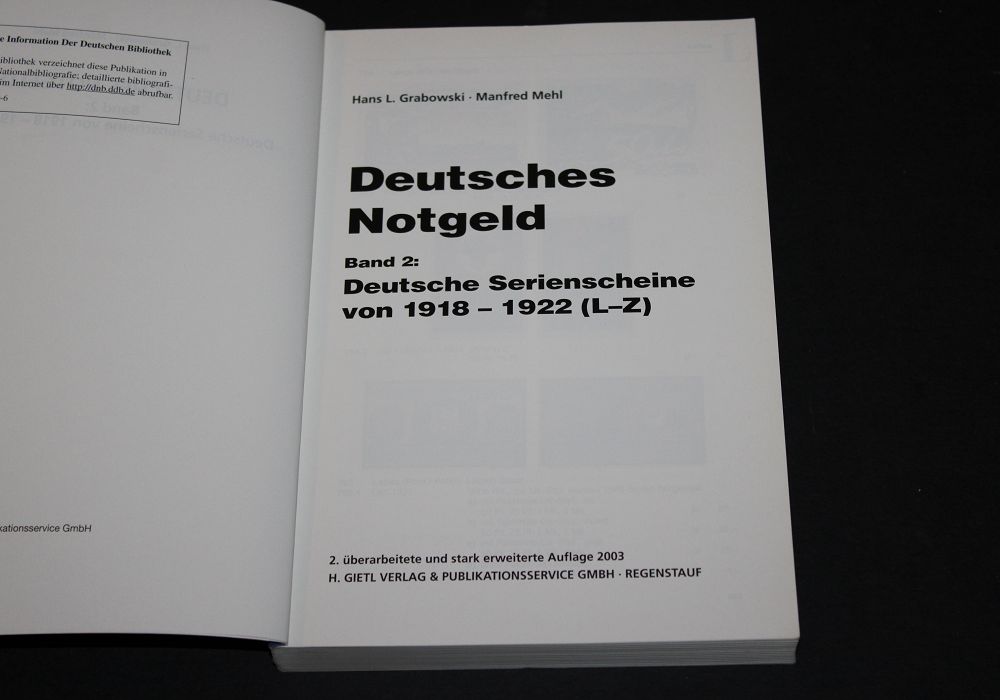 e Information Der Deutschen Bibliothek
ibliothek verzeichnet diese Publikation in
Nationalbibliografie; detaillierte bibliografi-
im Internet über http://dnb.ddb.de abrufbar.
-6
kationsservice GmbH
Hans L. Grabowski · Manfred Mehl
Deutsches
Notgeld
Band 2:
Deutsche Serienscheine
von 1918 – 1922 (L–Z)
2. überarbeitete und stark erweiterte Auflage 2003
H. GIETL VERLAG & PUBLIKATIONSSERVICE GMBH · REGENSTAUF